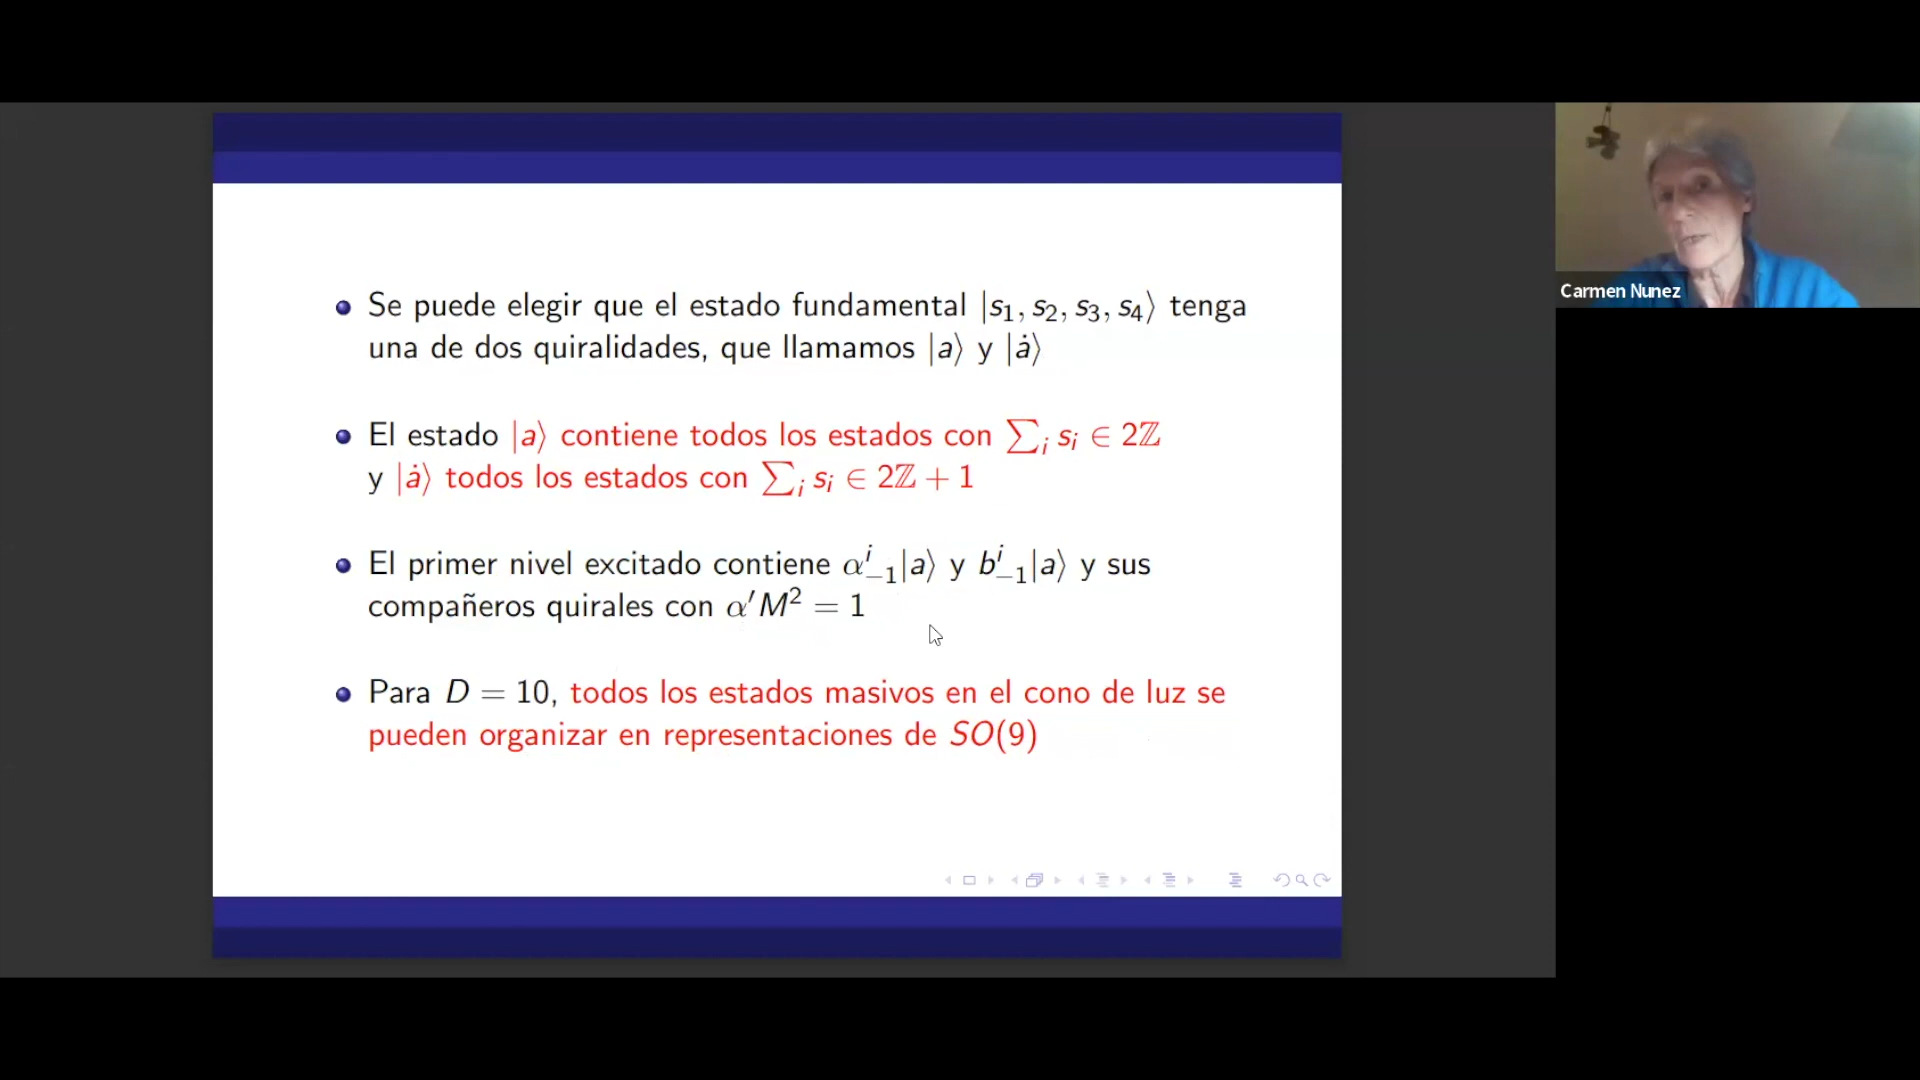 Se puede elegir que el estado fundamental |s₁, s₂, s₃, s₄⟩ tenga
una de dos quiralidades, que llamamos |a⟩ y |ȧ⟩
El estado |a⟩ contiene todos los estados con ∑ᵢ sᵢ ∈ 2ℤ
y |ȧ⟩ todos los estados con ∑ᵢ sᵢ ∈ 2ℤ + 1
El primer nivel excitado contiene αⁱ₋₁|a⟩ y bⁱ₋₁|a⟩ y sus
compañeros quirales con α′M² = 1
Para D = 10, todos los estados masivos en el cono de luz se
pueden organizar en representaciones de SO(9)
Carmen Nunez